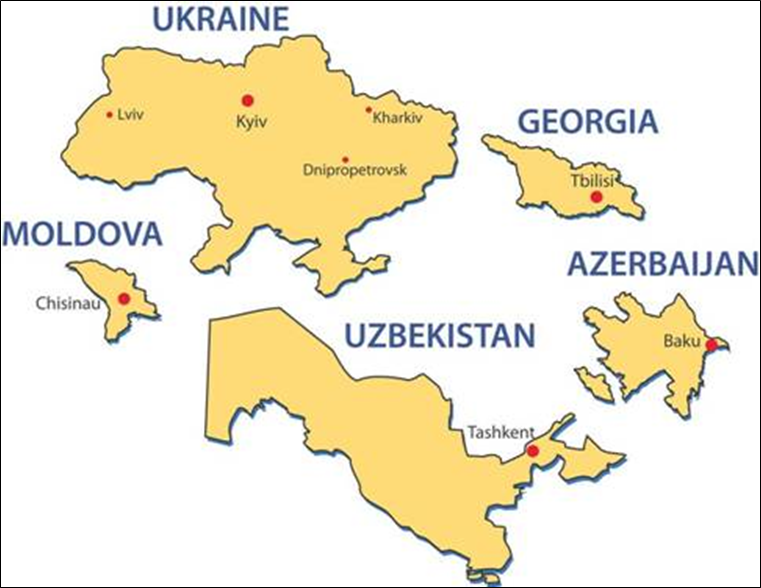 UKRAINE
Lviv
Kyiv
Kharkiv
Dnipropetrovsk
GEORGIA
Tbilisi
MOLDOVA
Chisinau
AZERBAIJAN
Baku
UZBEKISTAN
Tashkent